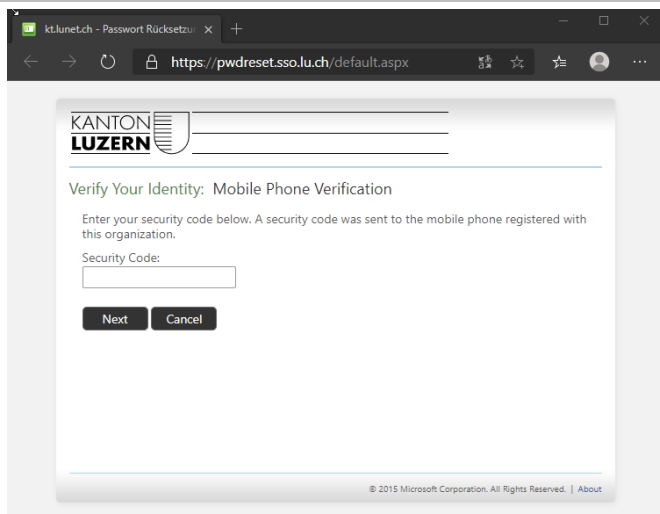 kt.lunet.ch - Passwort Rücksetzu
https://pwdreset.sso.lu.ch/default.aspx
KANTON
LUZERN
Verify Your Identity: Mobile Phone Verification
Enter your security code below. A security code was sent to the mobile phone registered with
this organization.
Security Code:
Next Cancel
© 2015 Microsoft Corporation. All Rights Reserved. | About